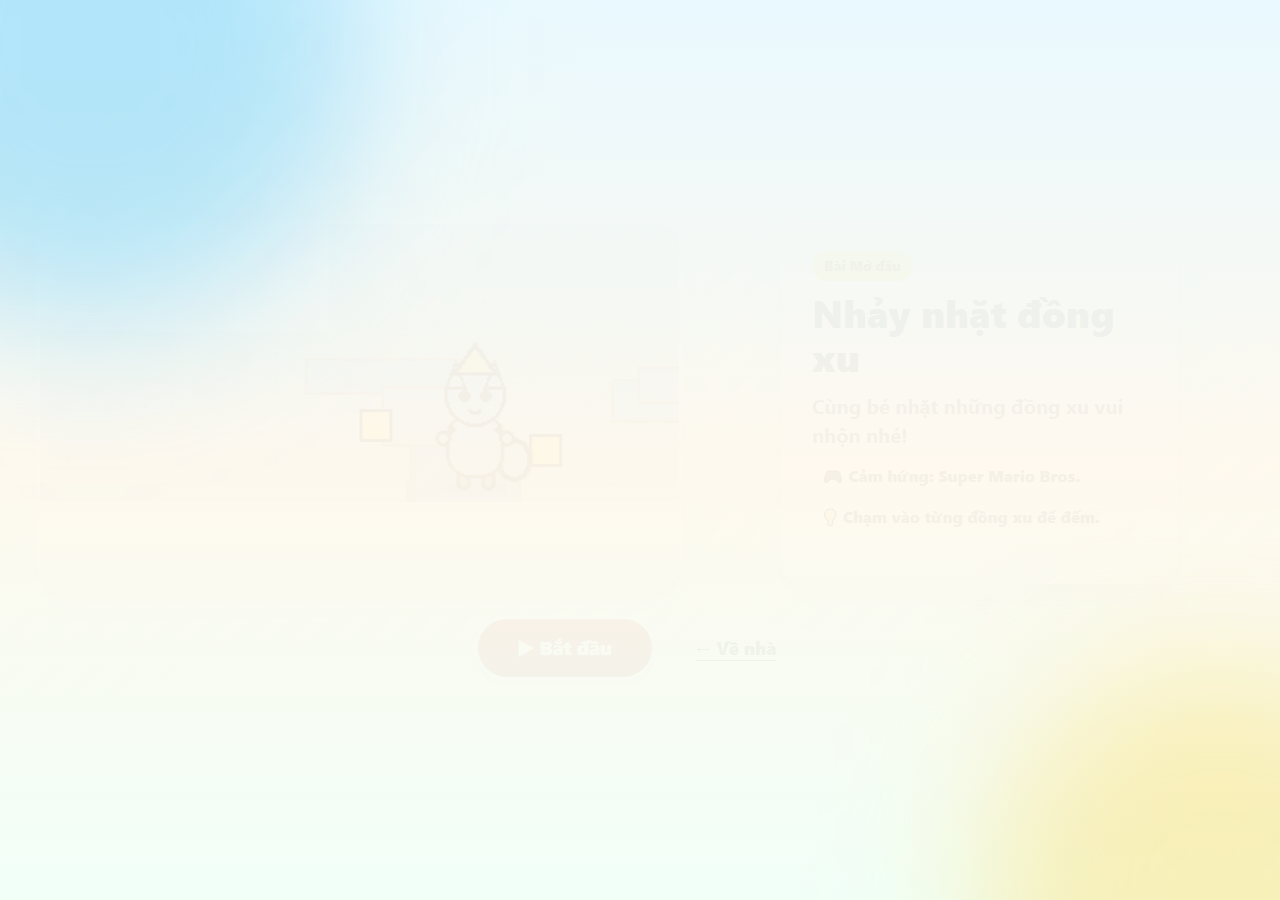 Bài Mở đầu
Nhảy nhặt đồng
xu
Cùng bé nhặt những đồng xu vui
nhộn nhé!
🎮 Cảm hứng: Super Mario Bros.
💡 Chạm vào từng đồng xu để đếm.
▶ Bắt đầu
← Về nhà